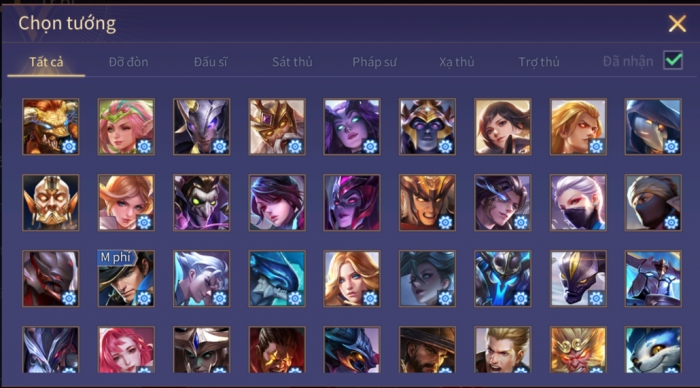 Chọn tướng
Tất cả Đỡ đòn Đấu sĩ Sát thủ Pháp sư Xạ thủ Trợ thủ Đã nhận
M phí